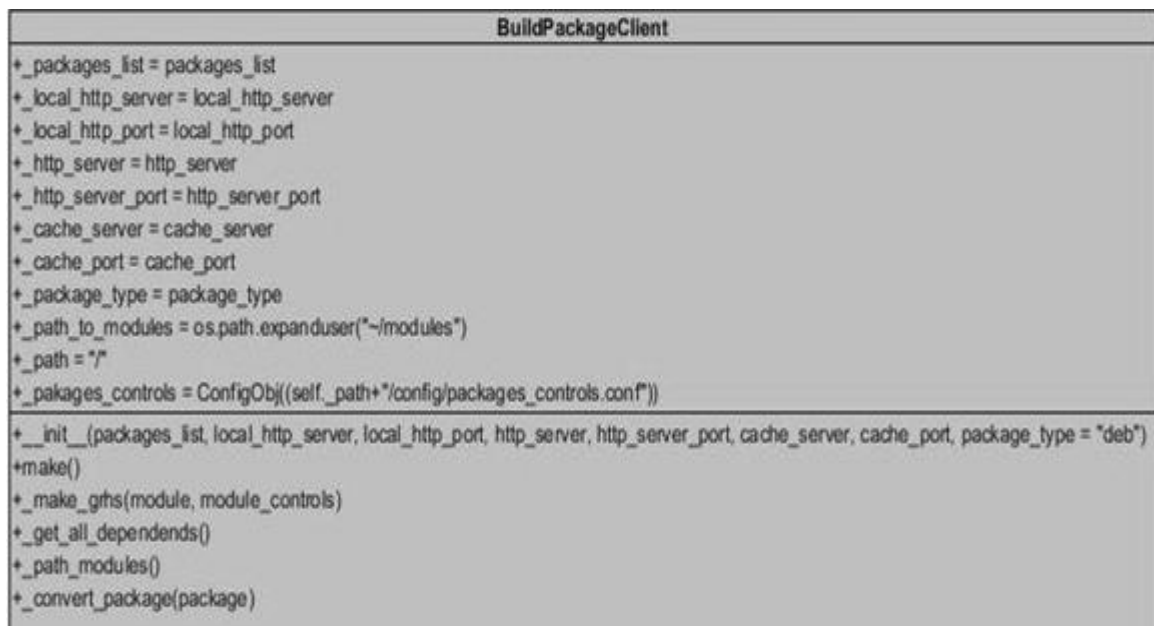 BuildPackageClient
+_packages_list = packages_list
+_local_http_server = local_http_server
+_local_http_port = local_http_port
+_http_server = http_server
+_http_server_port = http_server_port
+_cache_server = cache_server
+_cache_port = cache_port
+_package_type = package_type
+_path_to_modules = os.path.expanduser("~/modules")
+_path = "/"
+_pakages_controls = ConfigObj((self._path+"/config/packages_controls.conf"))
+__init__(packages_list, local_http_server, local_http_port, http_server, http_server_port, cache_server, cache_port, package_type = "deb")
+make()
+_make_grhs(module, module_controls)
+_get_all_dependends()
+_path_modules()
+_convert_package(package)